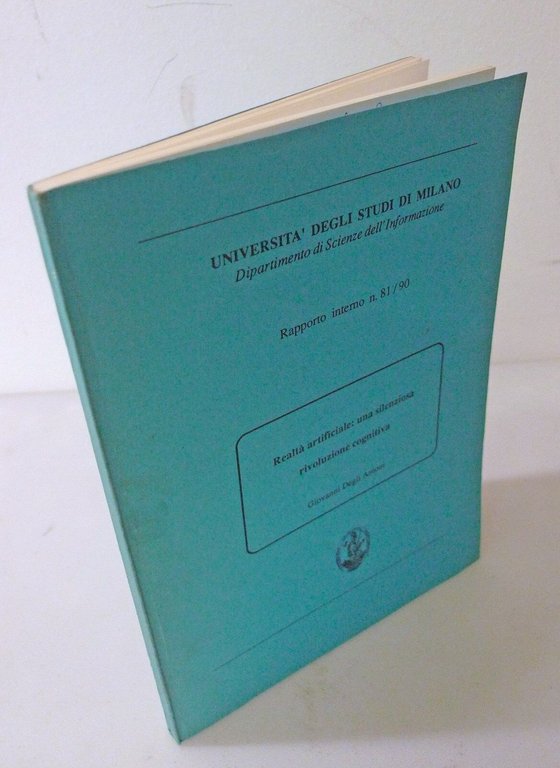 UNIVERSITA' DEGLI STUDI DI MILANO
Dipartimento di Scienze dell'Informazione
Rapporto interno n. 81/90
Realtà artificiale: una silenziosa
rivoluzione cognitiva
Giovanni Degli Antoni